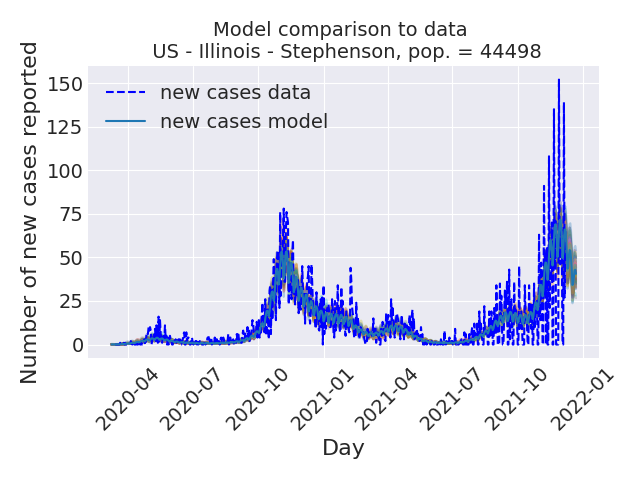 Model comparison to data
US - Illinois - Stephenson, pop. = 44498
Number of new cases reported
150
125
100
75
50
25
0
new cases data
new cases model
2020-04
2020-07
2020-10
2021-01
2021-04
2021-07
2021-10
2022-01
Day